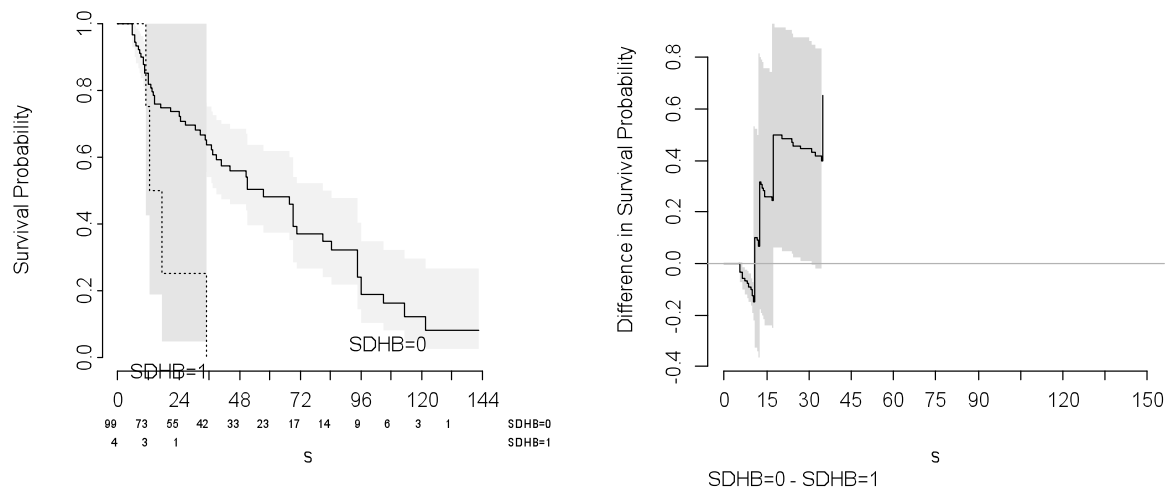 Survival Probability
1.0
0.8
0.6
0.4
0.2
0.0
SDHB=0
SDHB=1
0 24 48 72 96 120 144
99 73 55 42 33 23 17 14 9 6 3 1 SDHB=0
4 3 1 SDHB=1
S
Difference in Survival Probability
0.8
0.6
0.4
0.2
0.0
-0.2
-0.4
0 15 30 45 60 75 90 105 120 150
S
SDHB=0 - SDHB=1